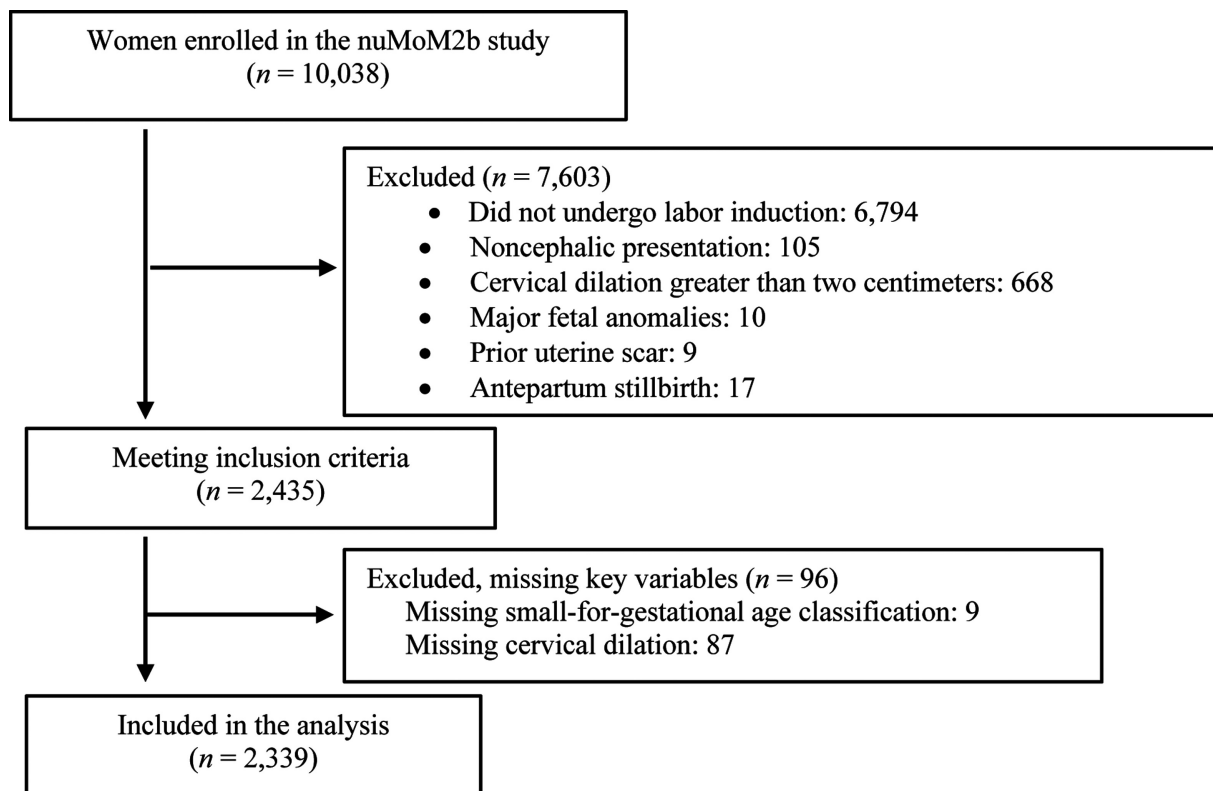 Women enrolled in the nuMoM2b study
(n = 10,038)
Excluded (n = 7,603)
• Did not undergo labor induction: 6,794
• Noncephalic presentation: 105
• Cervical dilation greater than two centimeters: 668
• Major fetal anomalies: 10
• Prior uterine scar: 9
• Antepartum stillbirth: 17
Meeting inclusion criteria
(n = 2,435)
Excluded, missing key variables (n = 96)
Missing small-for-gestational age classification: 9
Missing cervical dilation: 87
Included in the analysis
(n = 2,339)